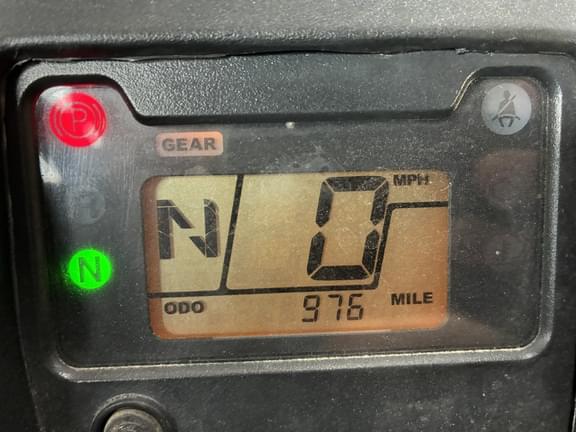 P
GEAR
N 0 MPH
N
ODO 976 MILE